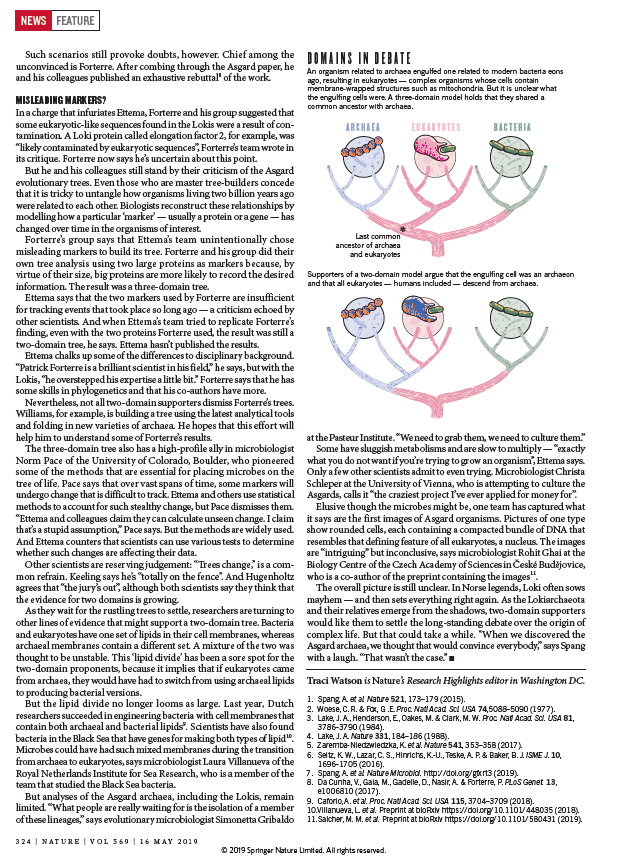 NEWS FEATURE
Such scenarios still provoke doubts, however. Chief among the
unconvinced is Forterre. After combing through the Asgard paper, he
and his colleagues published an exhaustive rebuttal8 of the work.
MISLEADING MARKERS?
In a charge that infuriates Ettema, Forterre and his group suggested that
some eukaryotic-like sequences found in the Lokis were a result of con-
tamination. A Loki protein called elongation factor 2, for example, was
“likely contaminated by eukaryotic sequences”, Forterre’s team wrote in
its critique. Forterre now says he’s uncertain about this point.
But he and his colleagues still stand by their criticism of the Asgard
evolutionary trees. Even those who are master tree-builders concede
that it is tricky to untangle how organisms living two billion years ago
were related to each other. Biologists reconstruct these relationships by
modelling how a particular ‘marker’ — usually a protein or a gene — has
changed over time in the organisms of interest.
Forterre’s group says that Ettema’s team unintentionally chose
misleading markers to build its tree. Forterre and his group did their
own tree analysis using two large proteins as markers because, by
virtue of their size, big proteins are more likely to record the desired
information. The result was a three-domain tree.
Ettema says that the two markers used by Forterre are insufficient
for tracking events that took place so long ago — a criticism echoed by
other scientists. And when Ettema’s team tried to replicate Forterre’s
finding, even with the two proteins Forterre used, the result was still a
two-domain tree, he says. Ettema hasn’t published the results.
Ettema chalks up some of the differences to disciplinary background.
“Patrick Forterre is a brilliant scientist in his field,” he says, but with the
Lokis, “he overstepped his expertise a little bit.” Forterre says that he has
some skills in phylogenetics and that his co-authors have more.
Nevertheless, not all two-domain supporters dismiss Forterre’s trees.
Williams, for example, is building a tree using the latest analytical tools
and folding in new varieties of archaea. He hopes that this effort will
help him to understand some of Forterre’s results.
The three-domain tree also has a high-profile ally in microbiologist
Norm Pace of the University of Colorado, Boulder, who pioneered
some of the methods that are essential for placing microbes on the
tree of life. Pace says that over vast spans of time, some markers will
undergo change that is difficult to track. Ettema and others use statistical
methods to account for such stealthy change, but Pace dismisses them.
“Ettema and colleagues claim they can calculate unseen change. I claim
that’s a stupid assumption,” Pace says. But the methods are widely used.
And Ettema counters that scientists can use various tests to determine
whether such changes are affecting their data.
Other scientists are reserving judgement: “Trees change,” is a com-
mon refrain. Keeling says he’s “totally on the fence”. And Hugenholtz
agrees that “the jury’s out”, although both scientists say they think that
the evidence for two domains is growing.
As they wait for the rustling trees to settle, researchers are turning to
other lines of evidence that might support a two-domain tree. Bacteria
and eukaryotes have one set of lipids in their cell membranes, whereas
archaeal membranes contain a different set. A mixture of the two was
thought to be unstable. This ‘lipid divide’ has been a sore spot for the
two-domain proponents, because it implies that if eukaryotes came
from archaea, they would have had to switch from using archaeal lipids
to producing bacterial versions.
But the lipid divide no longer looms as large. Last year, Dutch
researchers succeeded in engineering bacteria with cell membranes that
contain both archaeal and bacterial lipids9. Scientists have also found
bacteria in the Black Sea that have genes for making both types of lipid10.
Microbes could have had such mixed membranes during the transition
from archaea to eukaryotes, says microbiologist Laura Villanueva of the
Royal Netherlands Institute for Sea Research, who is a member of the
team that studied the Black Sea bacteria.
But analyses of the Asgard archaea, including the Lokis, remain
limited. “What people are really waiting for is the isolation of a member
of these lineages,” says evolutionary microbiologist Simonetta Gribaldo
DOMAINS IN DEBATE
An organism related to archaea engulfed one related to modern bacteria eons
ago, resulting in eukaryotes — complex organisms whose cells contain
membrane-wrapped structures such as mitochondria. But it is unclear what
the engulfing cells were. A three-domain model holds that they shared a
common ancestor with archaea.
ARCHAEA EUKARYOTES BACTERIA
Last common
ancestor of archaea
and eukaryotes
Supporters of a two-domain model argue that the engulfing cell was an archaeon
and that all eukaryotes — humans included — descend from archaea.
at the Pasteur Institute. “We need to grab them, we need to culture them.”
Some have sluggish metabolisms and are slow to multiply — “exactly
what you do not want if you’re trying to grow an organism”, Ettema says.
Only a few other scientists admit to even trying. Microbiologist Christa
Schleper at the University of Vienna, who is attempting to culture the
Asgards, calls it “the craziest project I’ve ever applied for money for”.
Elusive though the microbes might be, one team has captured what
it says are the first images of Asgard organisms. Pictures of one type
show rounded cells, each containing a compacted bundle of DNA that
resembles that defining feature of all eukaryotes, a nucleus. The images
are “intriguing” but inconclusive, says microbiologist Rohit Ghai at the
Biology Centre of the Czech Academy of Sciences in České Budějovice,
who is a co-author of the preprint containing the images11.
The overall picture is still unclear. In Norse legends, Loki often sows
mayhem — and then sets everything right again. As the Lokiarchaeota
and their relatives emerge from the shadows, two-domain supporters
would like them to settle the long-standing debate over the origin of
complex life. But that could take a while. “When we discovered the
Asgard archaea, we thought that would convince everybody,” says Spang
with a laugh. “That wasn’t the case.” ■
Traci Watson is Nature’s Research Highlights editor in Washington DC.
1. Spang, A. et al. Nature 521, 173–179 (2015).
2. Woese, C. R. & Fox, G. E. Proc. Natl Acad. Sci. USA 74, 5088–5090 (1977).
3. Lake, J. A., Henderson, E., Oakes, M. & Clark, M. W. Proc. Natl Acad. Sci. USA 81,
3786–3790 (1984).
4. Lake, J. A. Nature 331, 184–186 (1988).
5. Zaremba-Niedzwiedzka, K. et al. Nature 541, 353–358 (2017).
6. Seitz, K. W., Lazar, C. S., Hinrichs, K.-U., Teske, A. P. & Baker, B. J. ISME J. 10,
1696–1705 (2016).
7. Spang, A. et al. Nature Microbiol. http://doi.org/gfxrt3 (2019).
8. Da Cunha, V., Gaia, M., Gadelle, D., Nasir, A. & Forterre, P. PLoS Genet. 13,
e1006810 (2017).
9. Caforio, A. et al. Proc. Natl Acad. Sci. USA 115, 3704–3709 (2018).
10. Villanueva, L. et al. Preprint at bioRxiv https://doi.org/10.1101/448035 (2018).
11. Salcher, M. M. et al. Preprint at bioRxiv https://doi.org/10.1101/580431 (2019).
324 | NATURE | VOL 569 | 16 MAY 2019
© 2019 Springer Nature Limited. All rights reserved.